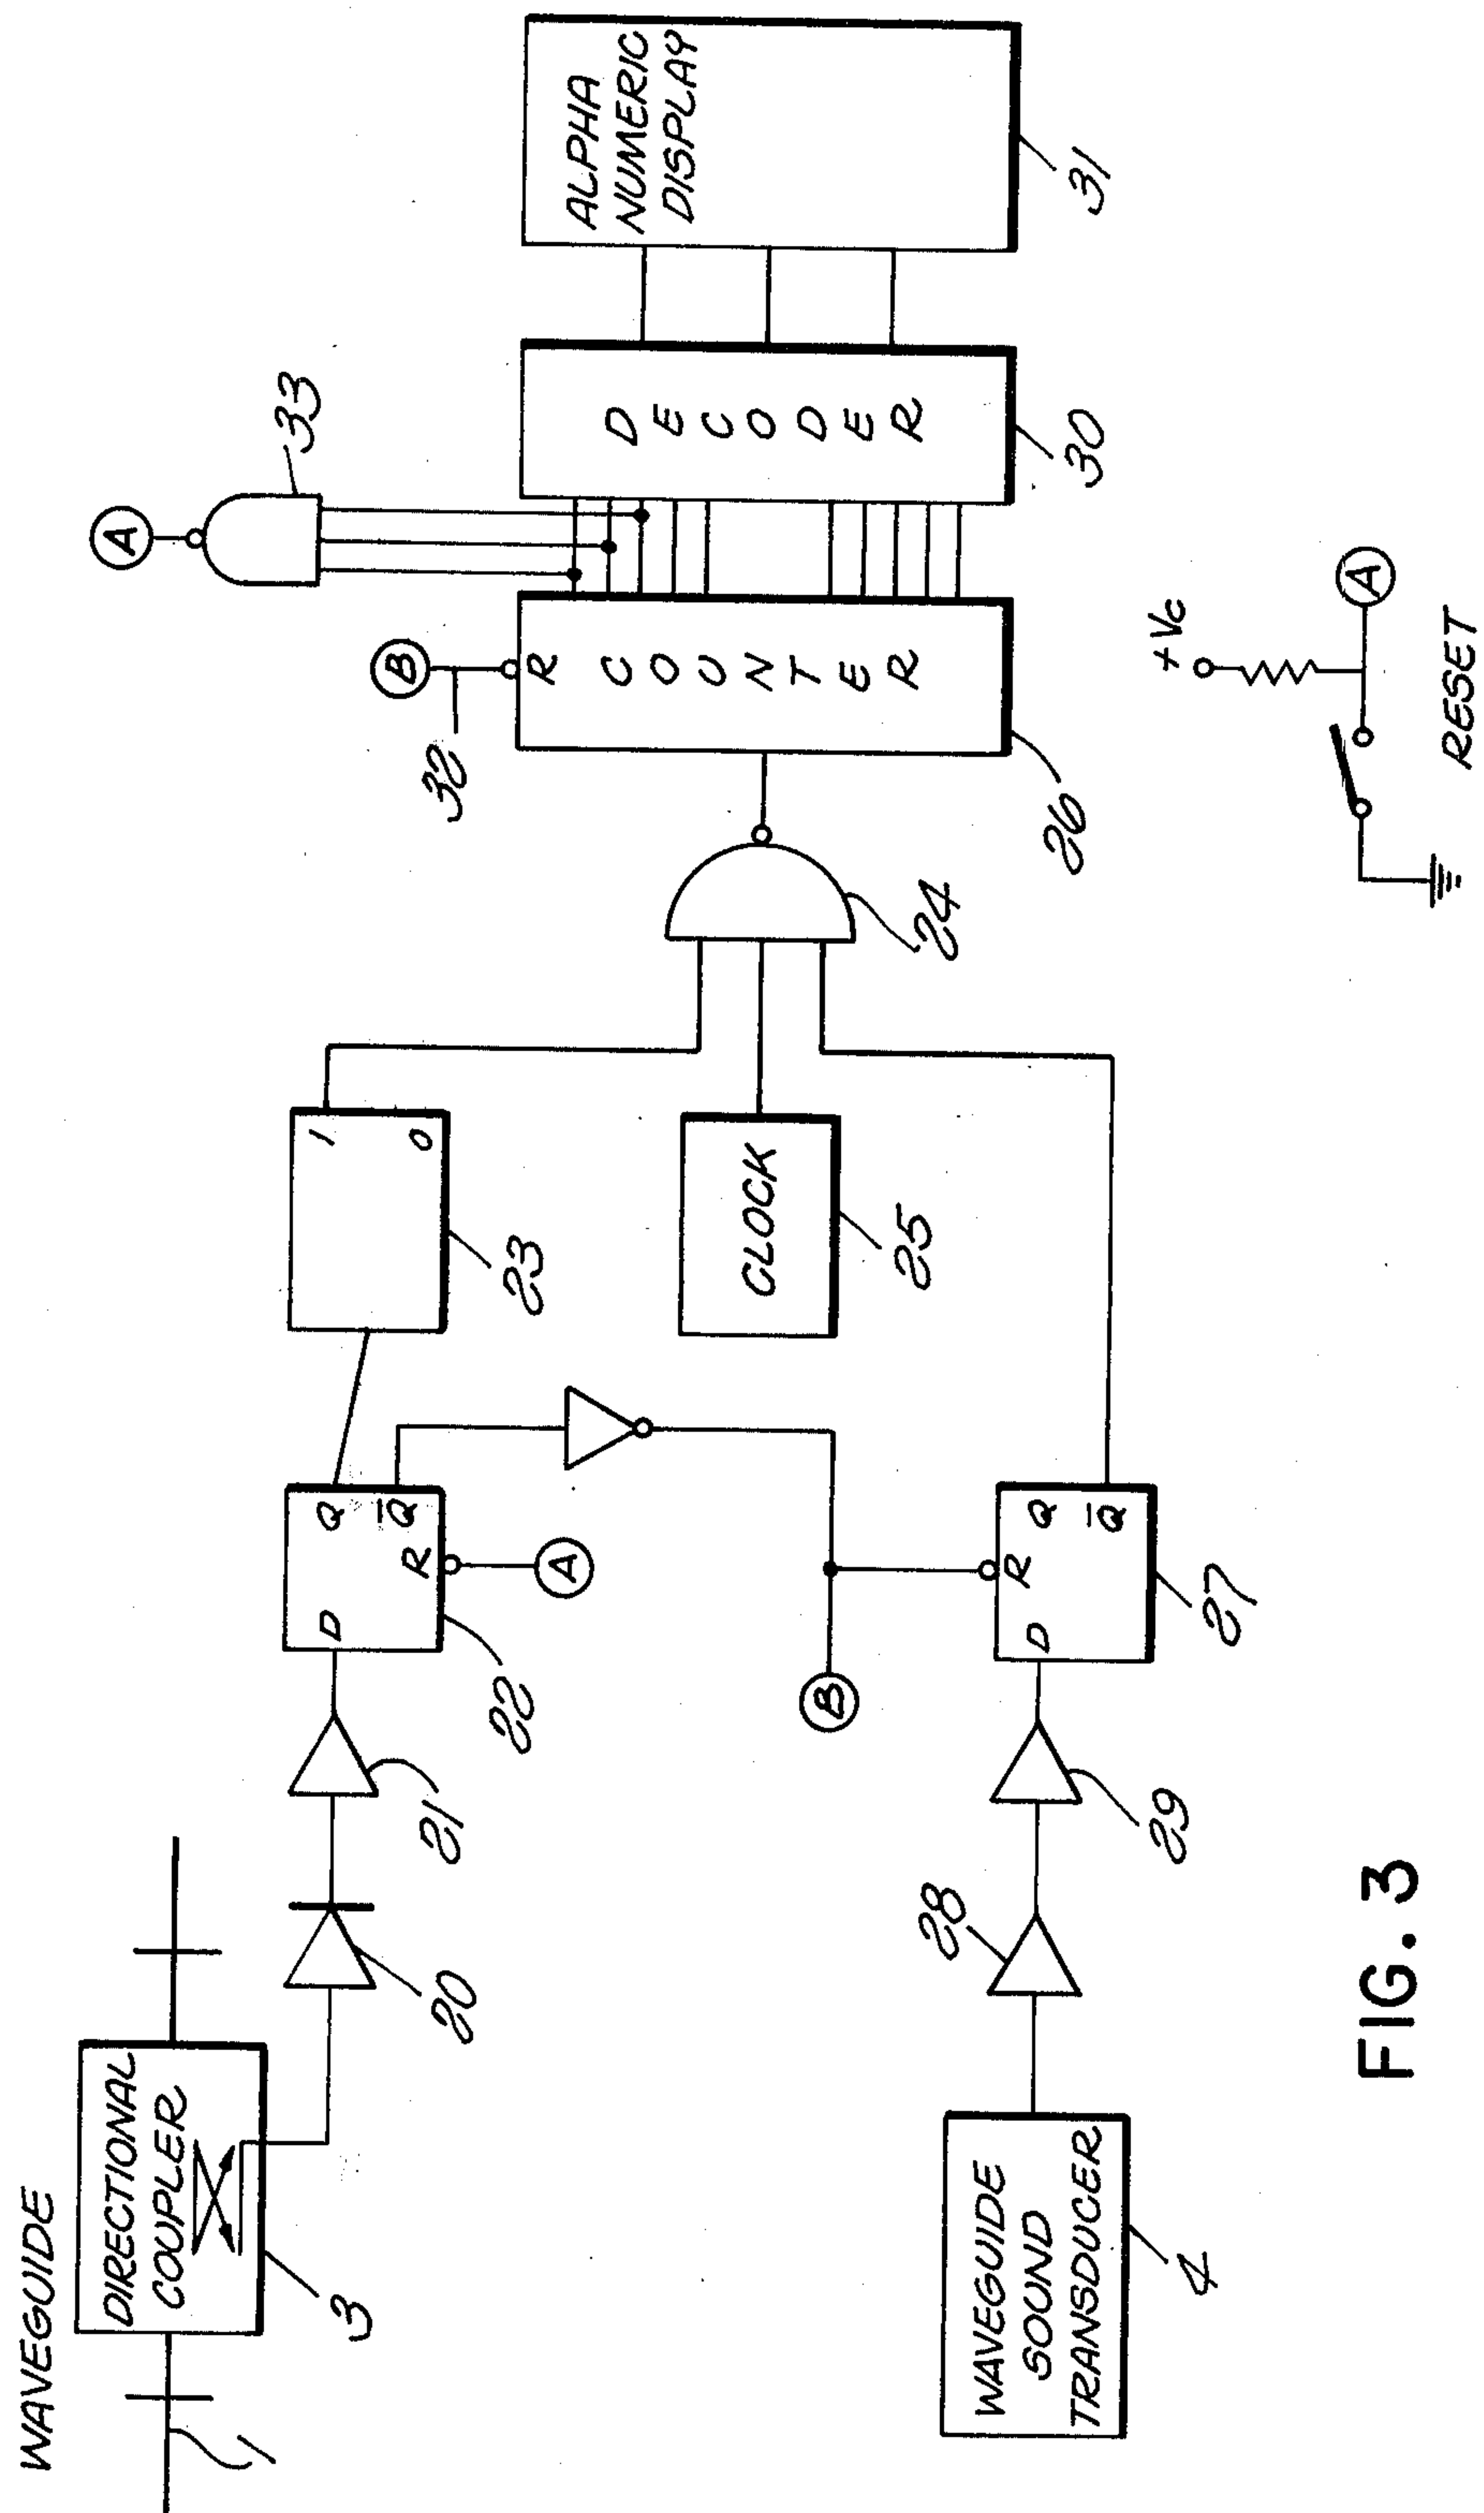 WAVEGUIDE
1
DIRECTIONAL
COUPLER
3
20
21
D
Q
Q̅
R
22
A
1
0
23
B
32
R
COUNTER
26
A
33
DECODER
30
ALPHA
NUMERIC
DISPLAY
31
CLOCK
25
24
B
WAVEGUIDE
SOUND
TRANSDUCER
4
28
29
D
R
Q
Q̅
27
+Vc
A
RESET
FIG. 3